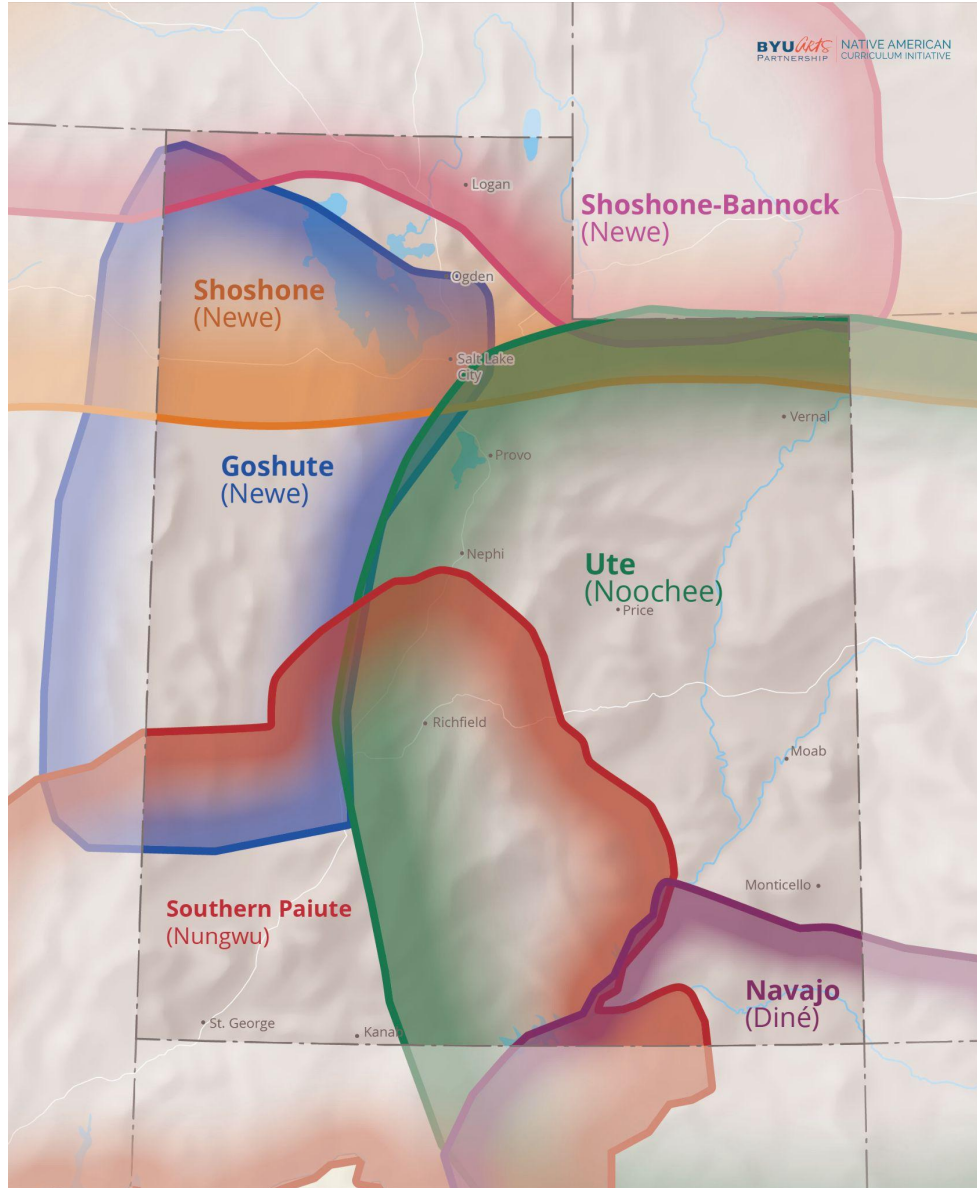 BYU Arts
PARTNERSHIP
NATIVE AMERICAN
CURRICULUM INITIATIVE
Logan
Shoshone-Bannock
(Newe)
Ogden
Shoshone
(Newe)
Salt Lake
City
Vernal
Goshute
(Newe)
Provo
Nephi
Ute
(Noochee)
Price
Richfield
Moab
Monticello
Southern Paiute
(Nungwu)
Navajo
(Diné)
St. George
Kanab